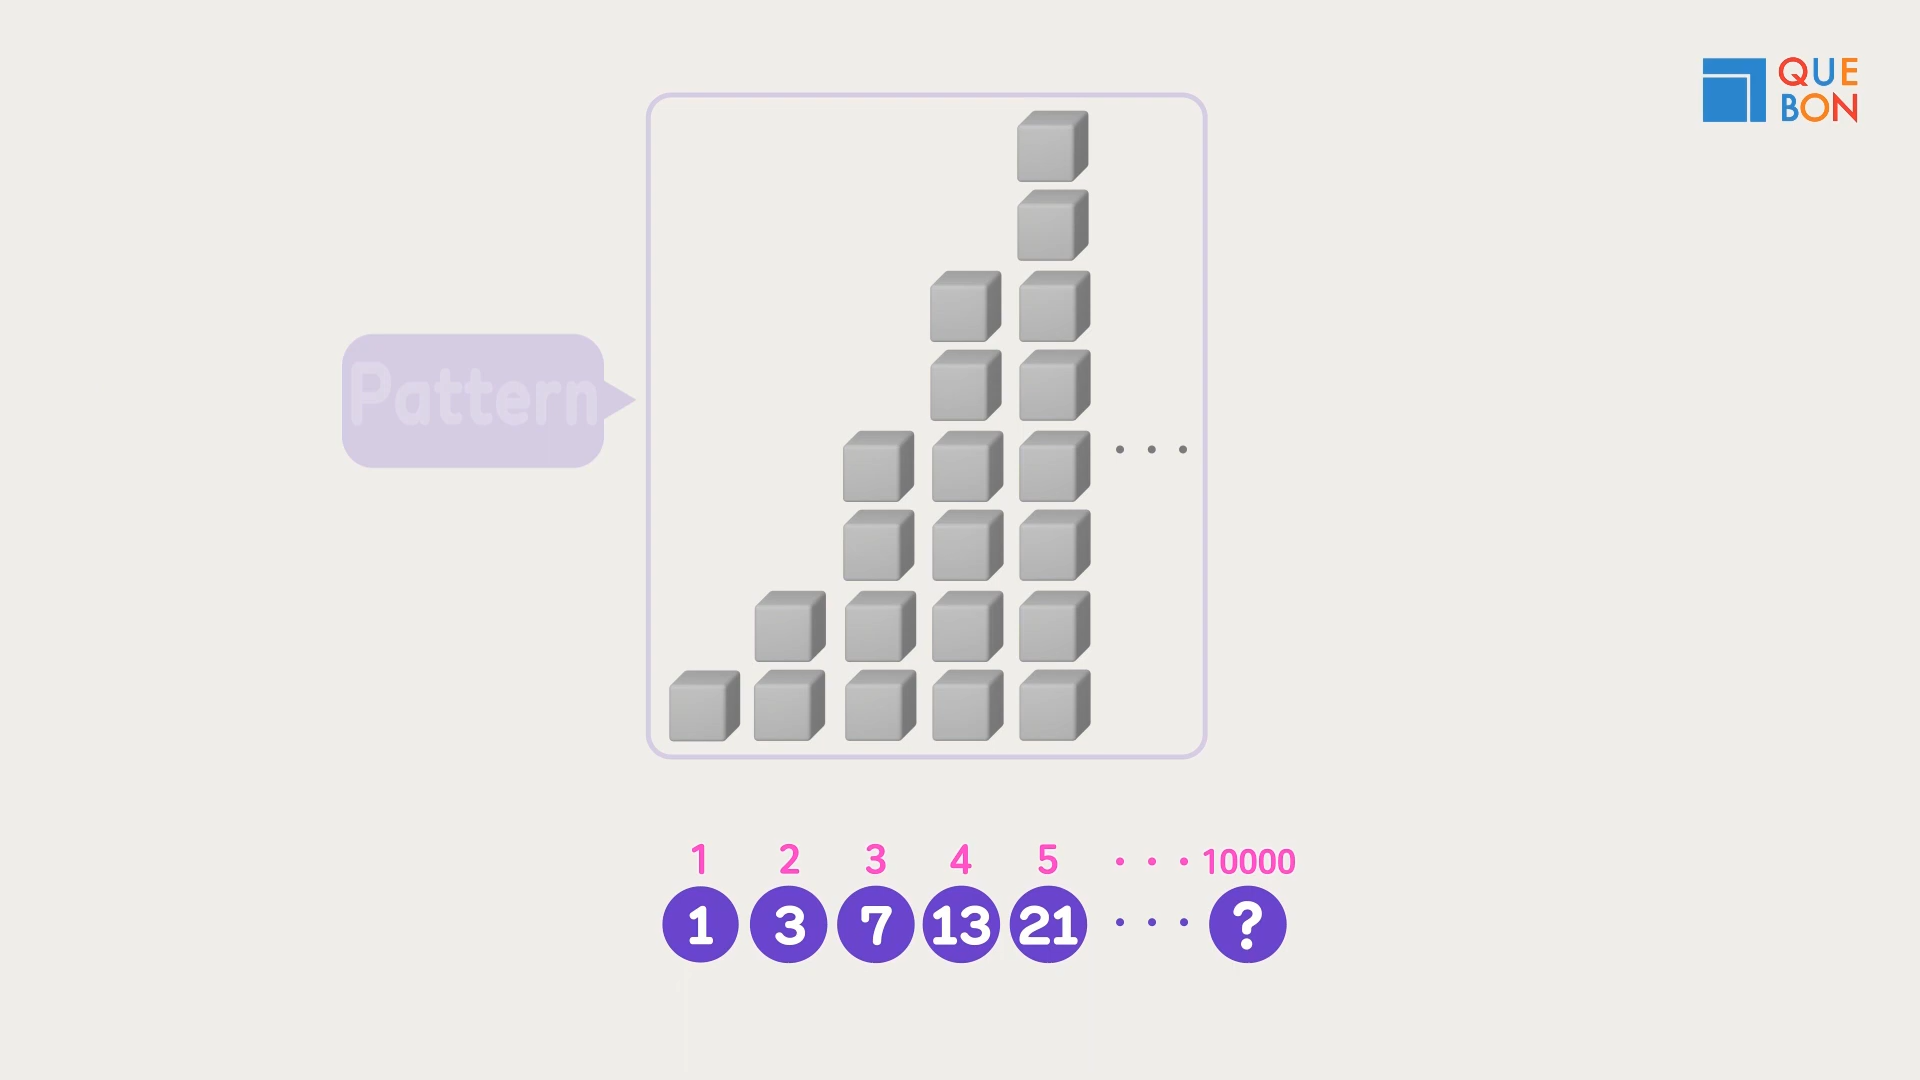 QUE
BON
Pattern
1 2 3 4 5 . . . 10000
1 3 7 13 21 . . . ?